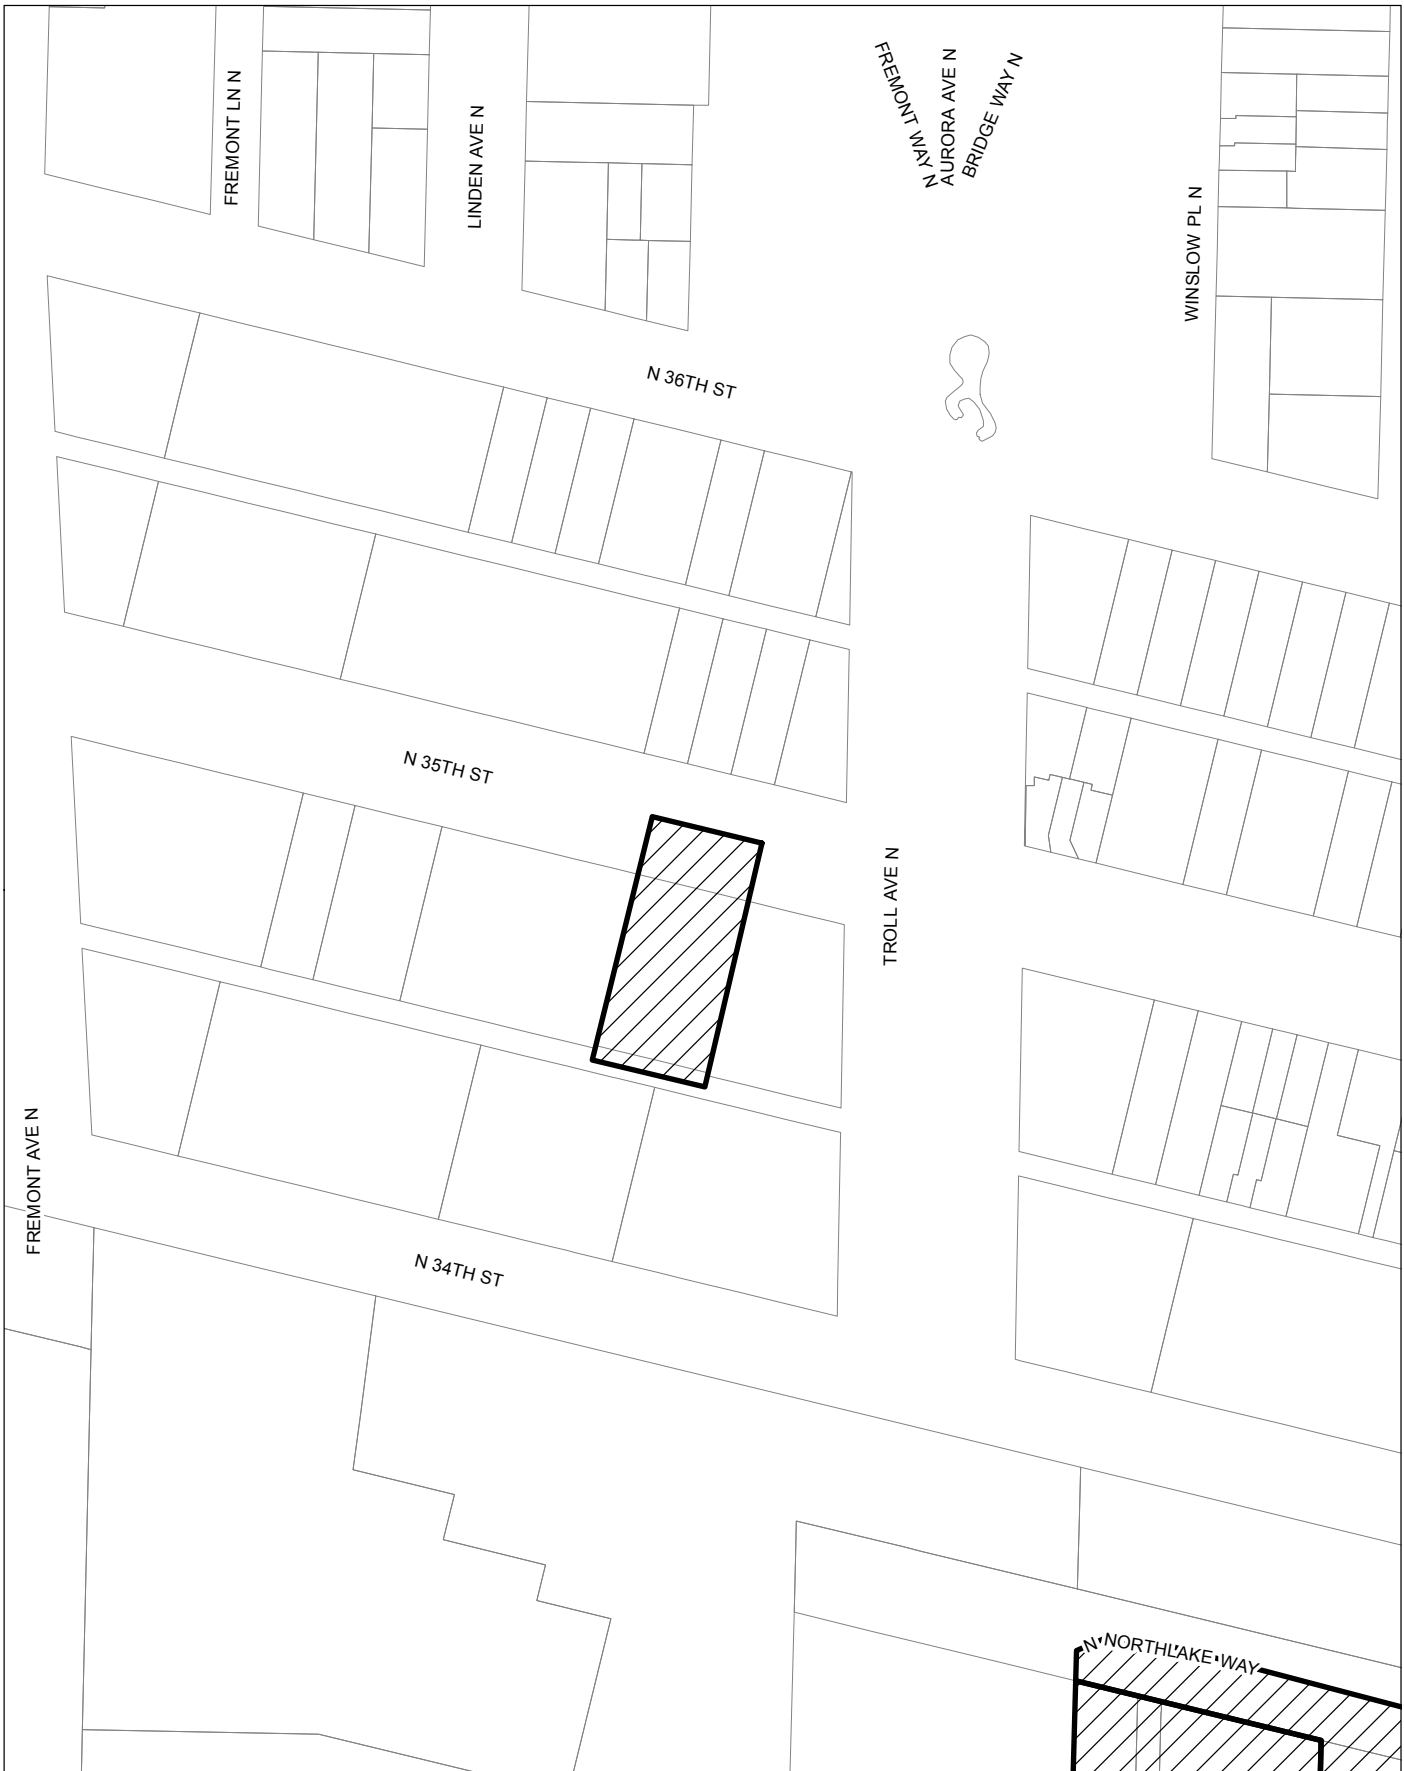 FREMONT LN N
LINDEN AVE N
FREMONT WAY N
AURORA AVE N
BRIDGE WAY N
WINSLOW PL N
N 36TH ST
N 35TH ST
TROLL AVE N
FREMONT AVE N
N 34TH ST
N NORTHLAKE WAY